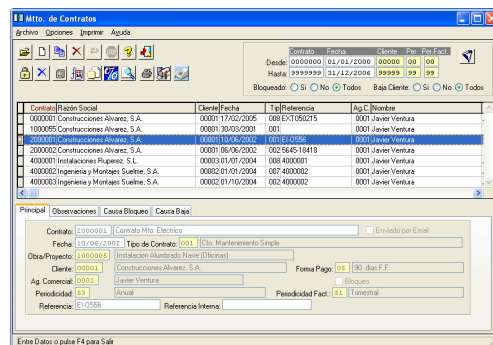 Mtto. de Contratos
Archivo Opciones Imprimir Ayuda
Contrato Fecha Cliente Per Per.Fact.
Desde: 0000000 01/01/2000 00000 00 00
Hasta: 9999999 31/12/2006 99999 99 99
Bloqueado: Si No Todos Baja Cliente: Si No Todos
Contrato Razón Social Cliente Fecha Tip Referencia Ag.C. Nombre
0000001 Construcciones Alvarez, S.A. 00001 17/02/2005 008 EXT050215 0001 Javier Ventura
1000055 Construcciones Alvarez, S.A. 00001 30/03/2001 001 0001 Javier Ventura
2000001 Construcciones Alvarez, S.A. 00001 10/06/2002 001 EI-0556 0001 Javier Ventura
2000002 Construcciones Alvarez, S.A. 00001 06/06/2002 002 5645-18418 0001 Javier Ventura
4000001 Instalaciones Ruperez. S.L. 00003 01/01/2004 008 4000001 0001 Javier Ventura
4000002 Ingenieria y Montajes Suelme, S.A. 00002 01/01/2004 007 4000002 0001 Javier Ventura
4000003 Ingenieria y Montajes Suelme, S.A. 00002 01/10/2004 002 4000002 0001 Javier Ventura
Principal Observaciones Causa Bloqueo Causa Baja
Contrato: 2000001 Contrato Mto. Electrico Enviado por Email
Fecha: 10/06/2002 Tipo de Contrato: 001 Cto. Mantenimiento Simple
Obra/Proyecto: 1000005 Instalacion Alumbrado Nave (Oficinas)
Cliente: 00001 Construcciones Alvarez, S.A. Forma Pago: 05 90 dias F.F.
Ag. Comercial: 0001 Javier Ventura Bloqueo
Periodicidad: 53 Anual Periodicidad Fact.: 51 Trimestral
Referencia: EI-0556 Referencia Interna:
Entre Datos o pulse F4 para Salir